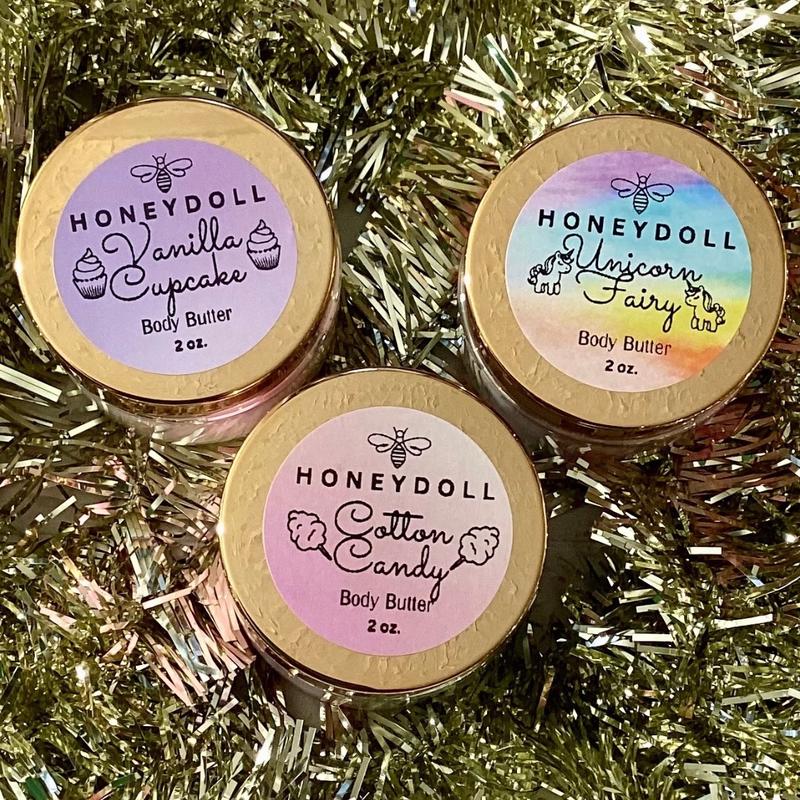 HONEYDOLL
Vanilla
Cupcake
Body Butter
2 oz.
HONEYDOLL
Unicorn
Fairy
Body Butter
2 oz.
HONEYDOLL
Cotton
Candy
Body Butter
2 oz.